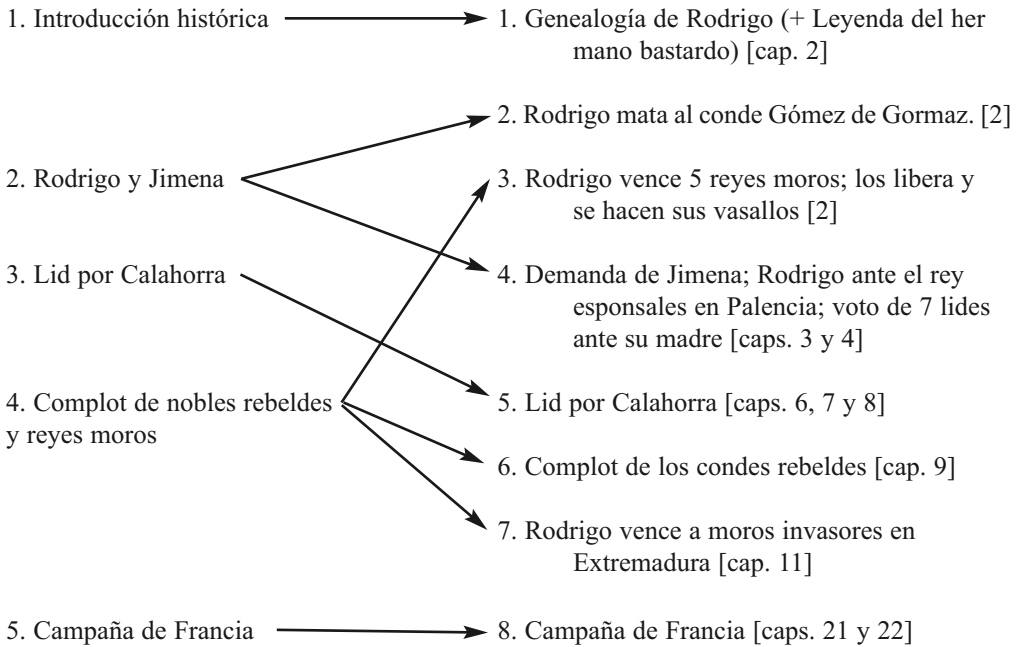 1. Introducción histórica
1. Genealogía de Rodrigo (+ Leyenda del her
mano bastardo) [cap. 2]
2. Rodrigo mata al conde Gómez de Gormaz. [2]
2. Rodrigo y Jimena
3. Rodrigo vence 5 reyes moros; los libera y
se hacen sus vasallos [2]
3. Lid por Calahorra
4. Demanda de Jimena; Rodrigo ante el rey
esponsales en Palencia; voto de 7 lides
ante su madre [caps. 3 y 4]
4. Complot de nobles rebeldes
y reyes moros
5. Lid por Calahorra [caps. 6, 7 y 8]
6. Complot de los condes rebeldes [cap. 9]
7. Rodrigo vence a moros invasores en
Extremadura [cap. 11]
5. Campaña de Francia
8. Campaña de Francia [caps. 21 y 22]